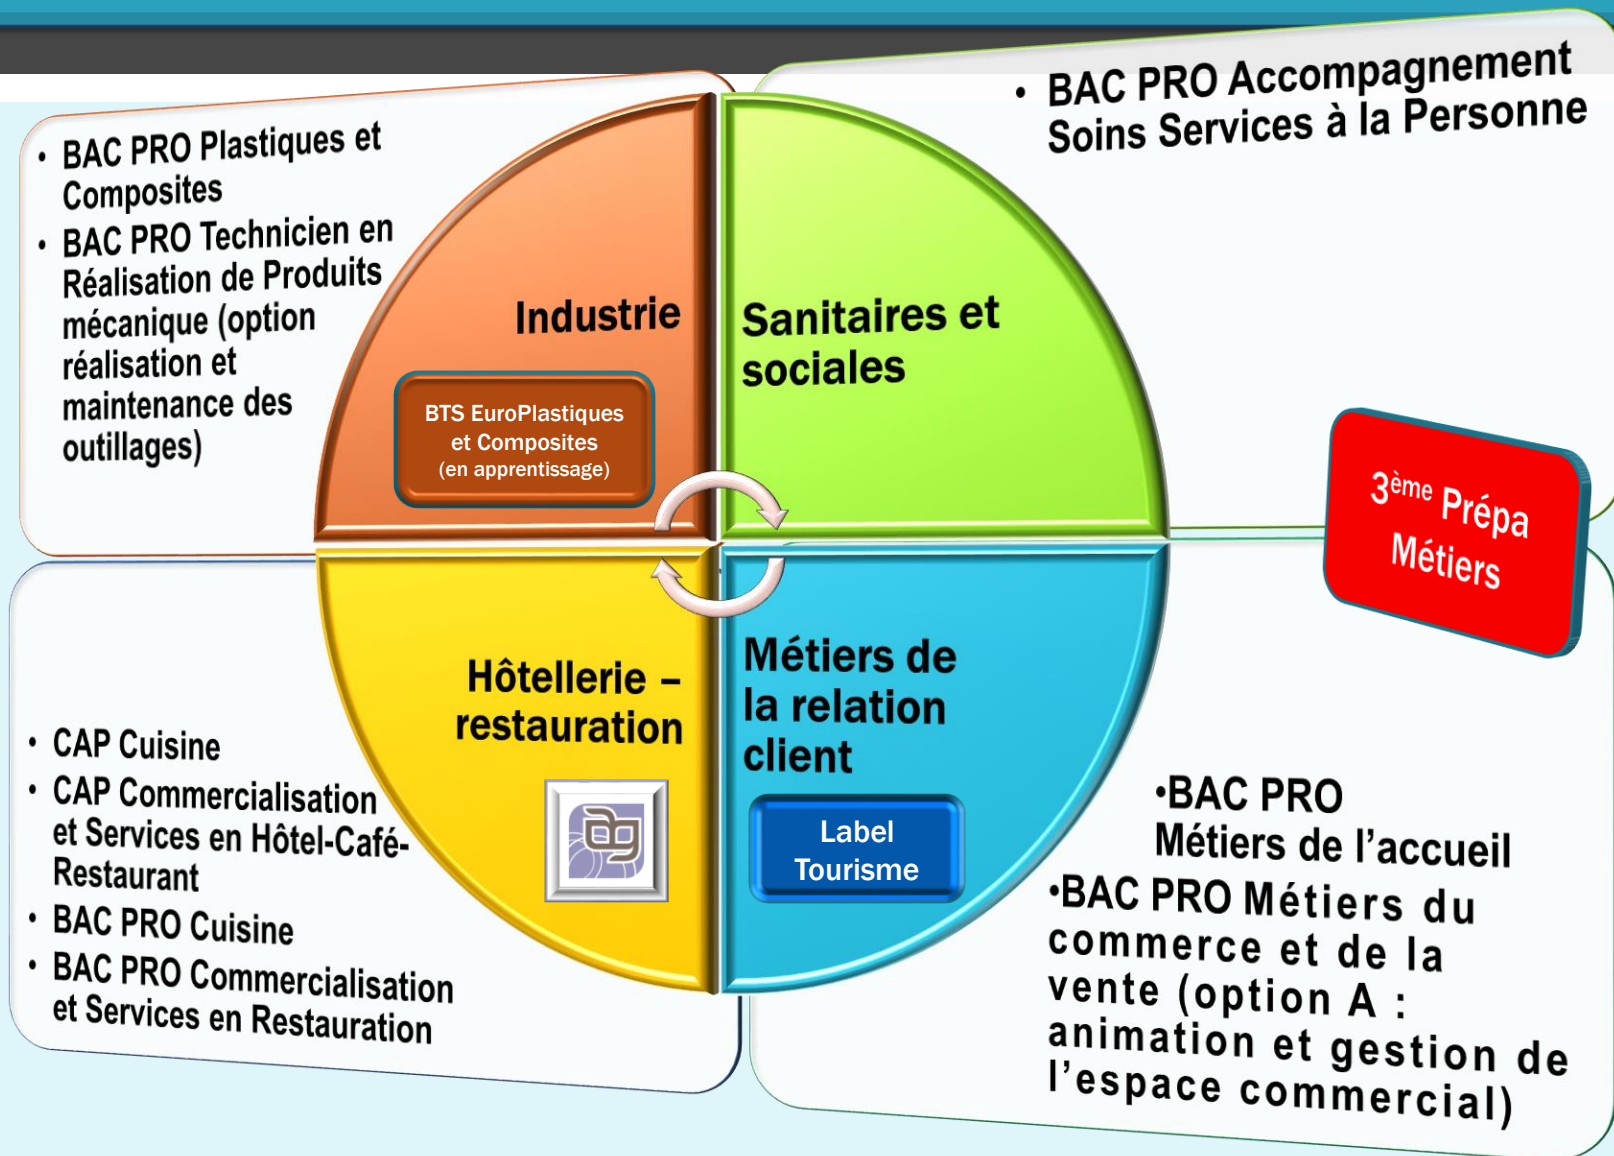 • BAC PRO Plastiques et
Composites
• BAC PRO Technicien en
Réalisation de Produits
mécanique (option
réalisation et
maintenance des
outillages)
Industrie
BTS EuroPlastiques
et Composites
(en apprentissage)
• BAC PRO Accompagnement
Soins Services à la Personne
Sanitaires et
sociales
3ème Prépa
Métiers
Hôtellerie –
restauration
ag
• CAP Cuisine
• CAP Commercialisation
et Services en Hôtel-Café-
Restaurant
• BAC PRO Cuisine
• BAC PRO Commercialisation
et Services en Restauration
Métiers de
la relation
client
Label
Tourisme
•BAC PRO
Métiers de l’accueil
•BAC PRO Métiers du
commerce et de la
vente (option A :
animation et gestion de
l’espace commercial)